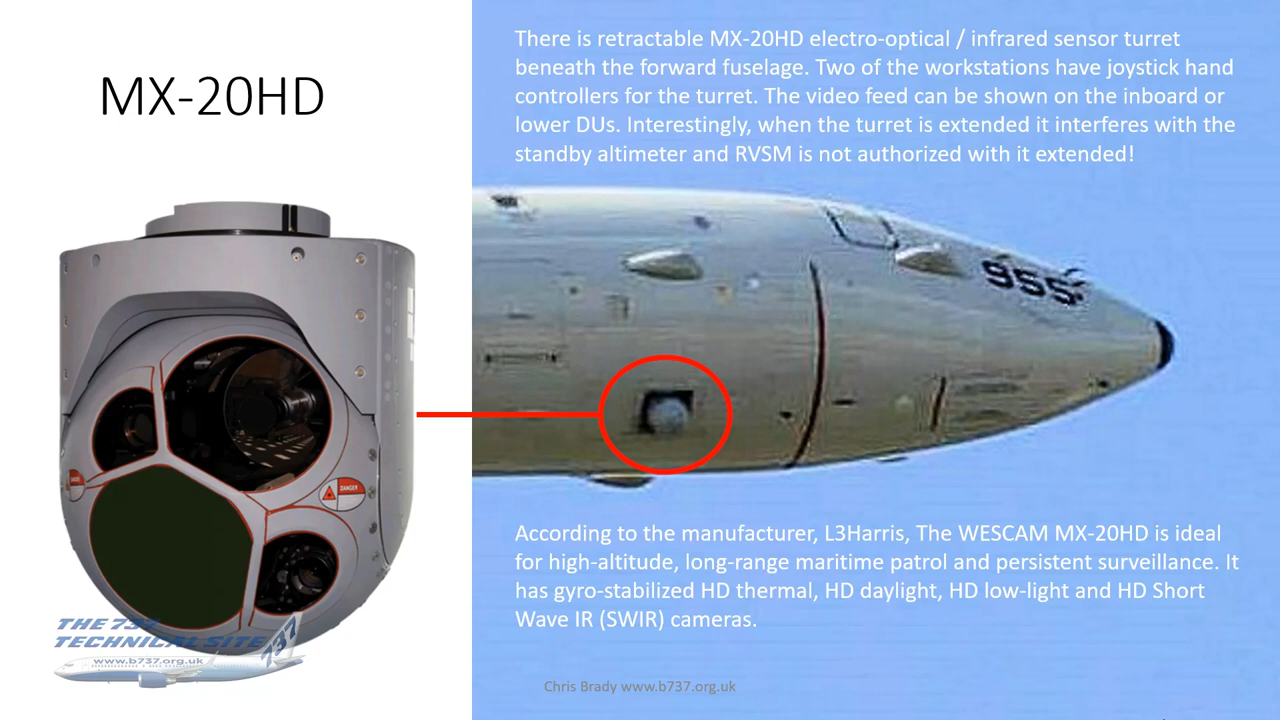 MX-20HD
There is retractable MX-20HD electro-optical / infrared sensor turret
beneath the forward fuselage. Two of the workstations have joystick hand
controllers for the turret. The video feed can be shown on the inboard or
lower DUs. Interestingly, when the turret is extended it interferes with the
standby altimeter and RVSM is not authorized with it extended!
955
DANGER
According to the manufacturer, L3Harris, The WESCAM MX-20HD is ideal
for high-altitude, long-range maritime patrol and persistent surveillance. It
has gyro-stabilized HD thermal, HD daylight, HD low-light and HD Short
Wave IR (SWIR) cameras.
THE 737
TECHNICAL SITE
737
www.b737.org.uk
Chris Brady www.b737.org.uk